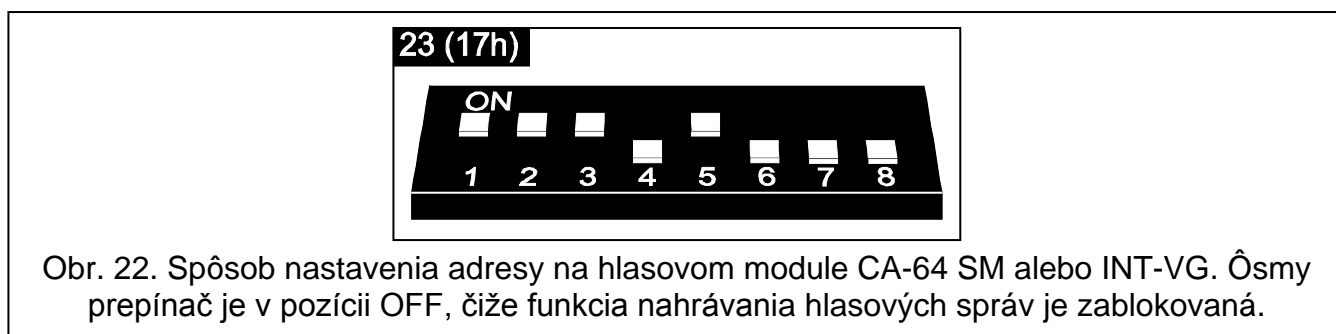 23 (17h)
ON
1 2 3 4 5 6 7 8
Obr. 22. Spôsob nastavenia adresy na hlasovom module CA-64 SM alebo INT-VG. Ôsmy
prepínač je v pozícii OFF, čiže funkcia nahrávania hlasových správ je zablokovaná.